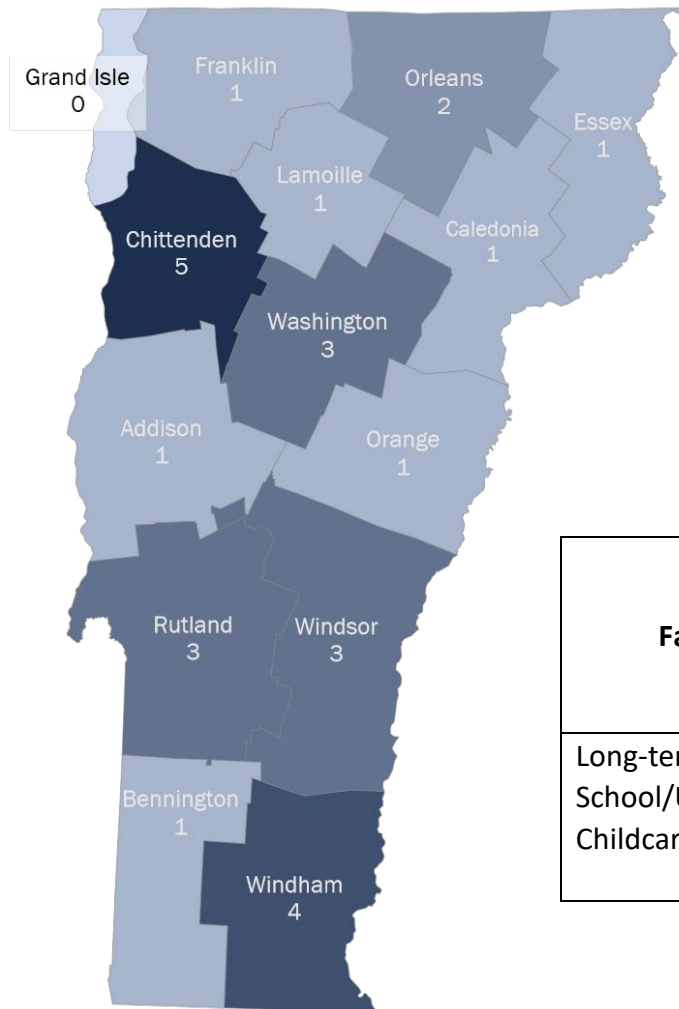 Grand Isle
0
Franklin
1
Orleans
2
Essex
1
Lamoille
1
Caledonia
1
Chittenden
5
Washington
3
Addison
1
Orange
1
Rutland
3
Windsor
3
Bennington
1
Windham
4
Long-ter
School/
Childcar